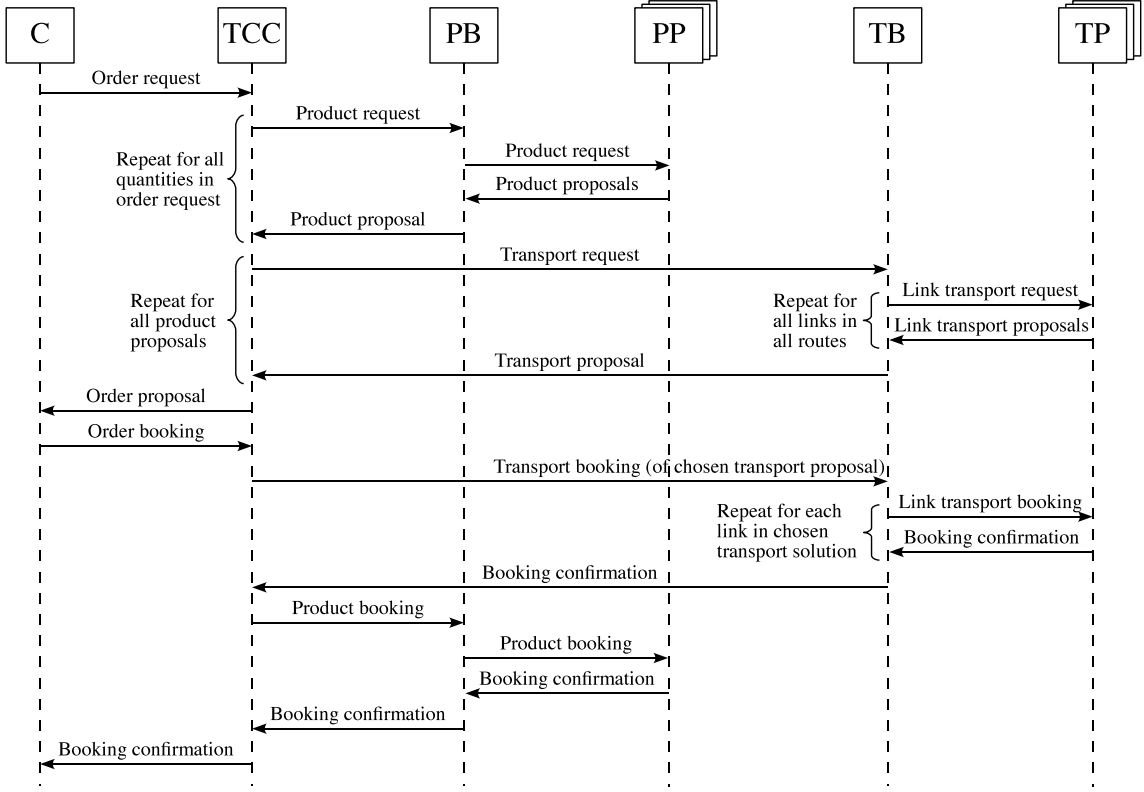 C
TCC
PB
PP
TB
TP
Order request
Product request
Repeat for all
quantities in
order request
Product request
Product proposals
Product proposal
Transport request
Repeat for
all product
proposals
Repeat for
all links in
all routes
Link transport request
Link transport proposals
Transport proposal
Order proposal
Order booking
Transport booking (of chosen transport proposal)
Repeat for each
link in chosen
transport solution
Link transport booking
Booking confirmation
Booking confirmation
Product booking
Product booking
Booking confirmation
Booking confirmation
Booking confirmation